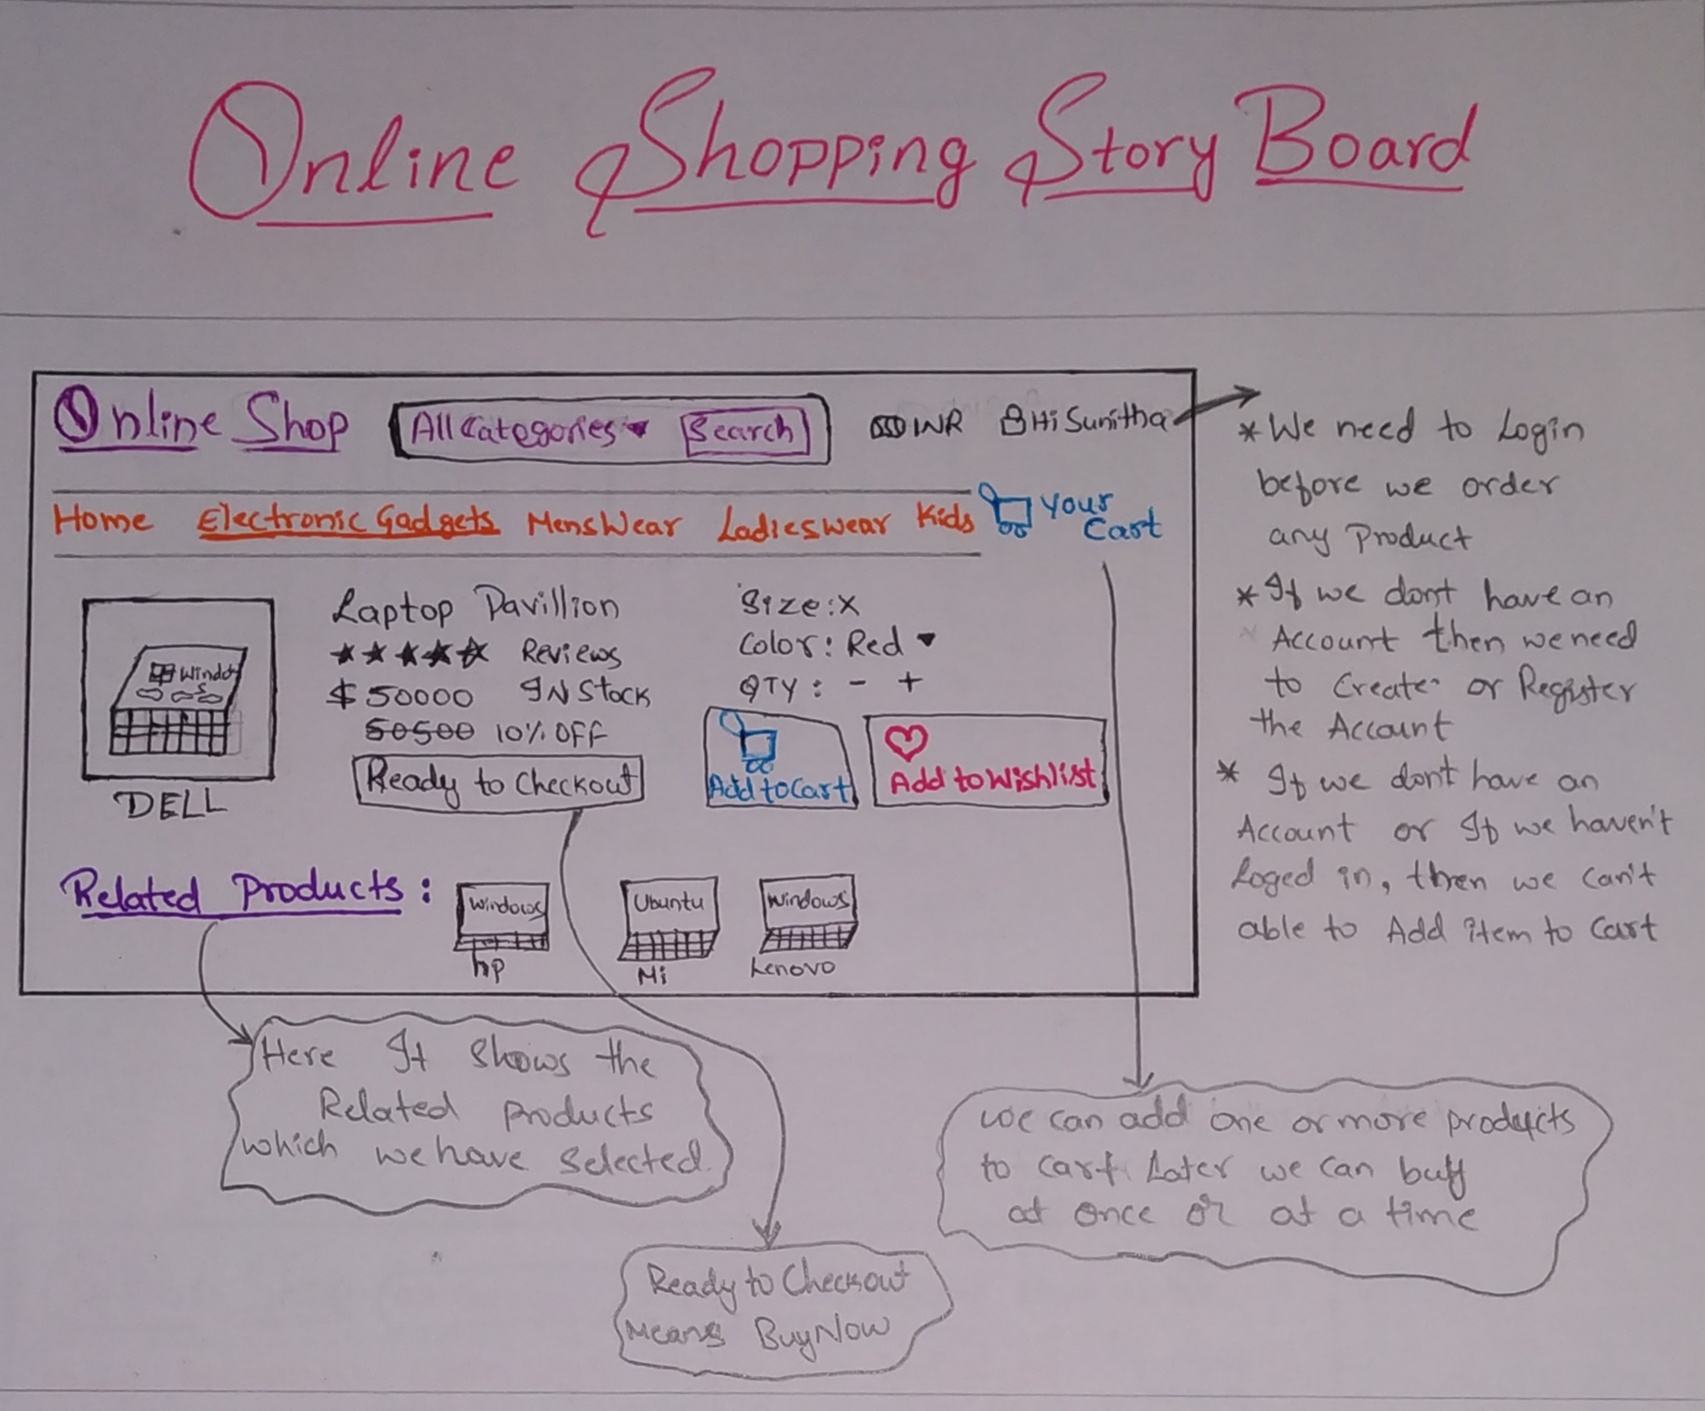 Online Shopping Story Board
Online Shop
All Categories
Search
INR
Hi Sunitha
Home Electronic Gadgets MensWear Ladieswear Kids
Your
Cart
Laptop Pavillion
Reviews
$50000 IN Stock
50500 10% OFF
Ready to Checkout
Size:X
Color: Red
QTY: - +
Add to Cart
Add to Wishlist
DELL
Related Products:
Windows
hp
Ubuntu
Mi
Windows
Lenovo
* We need to Login
before we order
any Product
* If we dont have an
Account then we need
to Create or Register
the Account
* If we don't have an
Account or If we haven't
Loged in, then we can't
able to Add item to Cart
Here It shows the
Related products
which we have selected.
Ready to Checkout
Means BuyNow
we can add one or more products
to cart. Later we can buy
at once or at a time